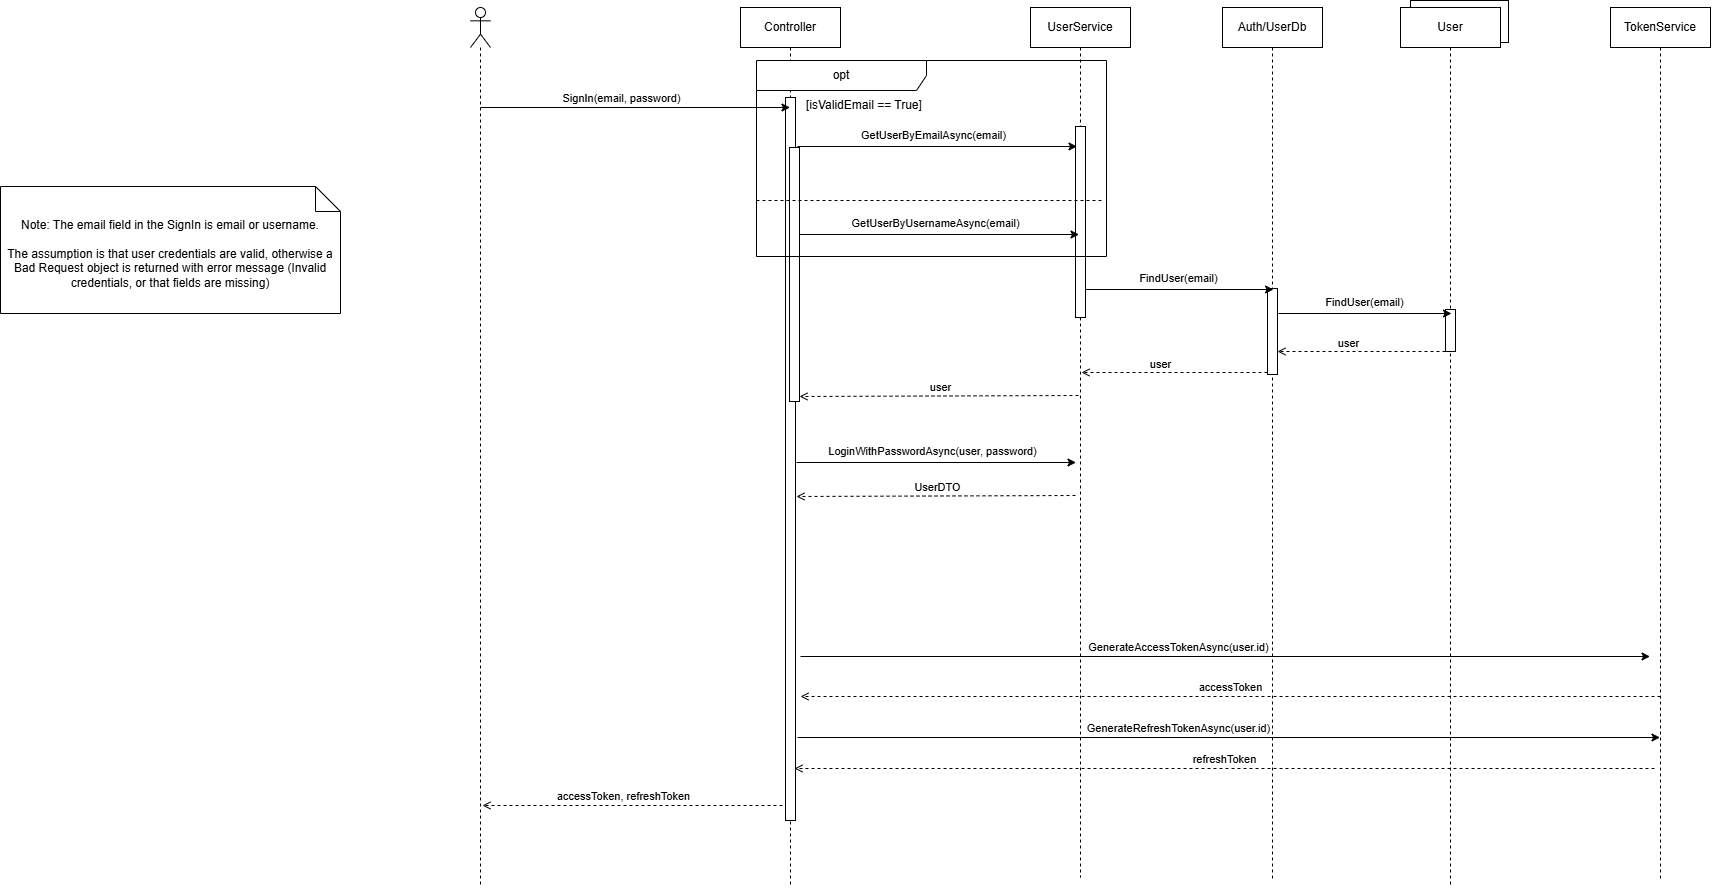 Controller
UserService
Auth/UserDb
User
TokenService
opt
SignIn(email, password)
[isValidEmail == True]
GetUserByEmailAsync(email)
Note: The email field in the SignIn is email or username.
The assumption is that user credentials are valid, otherwise a
Bad Request object is returned with error message (Invalid
credentials, or that fields are missing)
GetUserByUsernameAsync(email)
FindUser(email)
FindUser(email)
user
user
user
LoginWithPasswordAsync(user, password)
UserDTO
GenerateAccessTokenAsync(user.id)
accessToken
GenerateRefreshTokenAsync(user.id)
refreshToken
accessToken, refreshToken